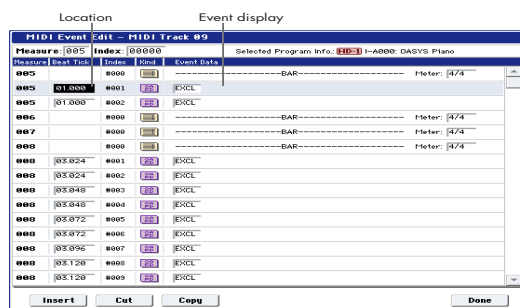 Location Event display
MIDI Event Edit – MIDI Track 09
Measure: 005 Index: 00000 Selected Program Info.: HD-1 I-A000: OASYS Piano
Measure Beat Tick Index Kind Event Data
005 #000 BAR Meter: 4/4
005 01.000 #001 EXCL
005 01.000 #002 EXCL
006 #000 BAR Meter: 4/4
007 #000 BAR Meter: 4/4
008 #000 BAR Meter: 4/4
008 03.024 #001 EXCL
008 03.024 #002 EXCL
008 03.048 #003 EXCL
008 03.048 #004 EXCL
008 03.072 #005 EXCL
008 03.072 #006 EXCL
008 03.096 #007 EXCL
008 03.120 #008 EXCL
008 03.120 #009 EXCL
Insert Cut Copy Done